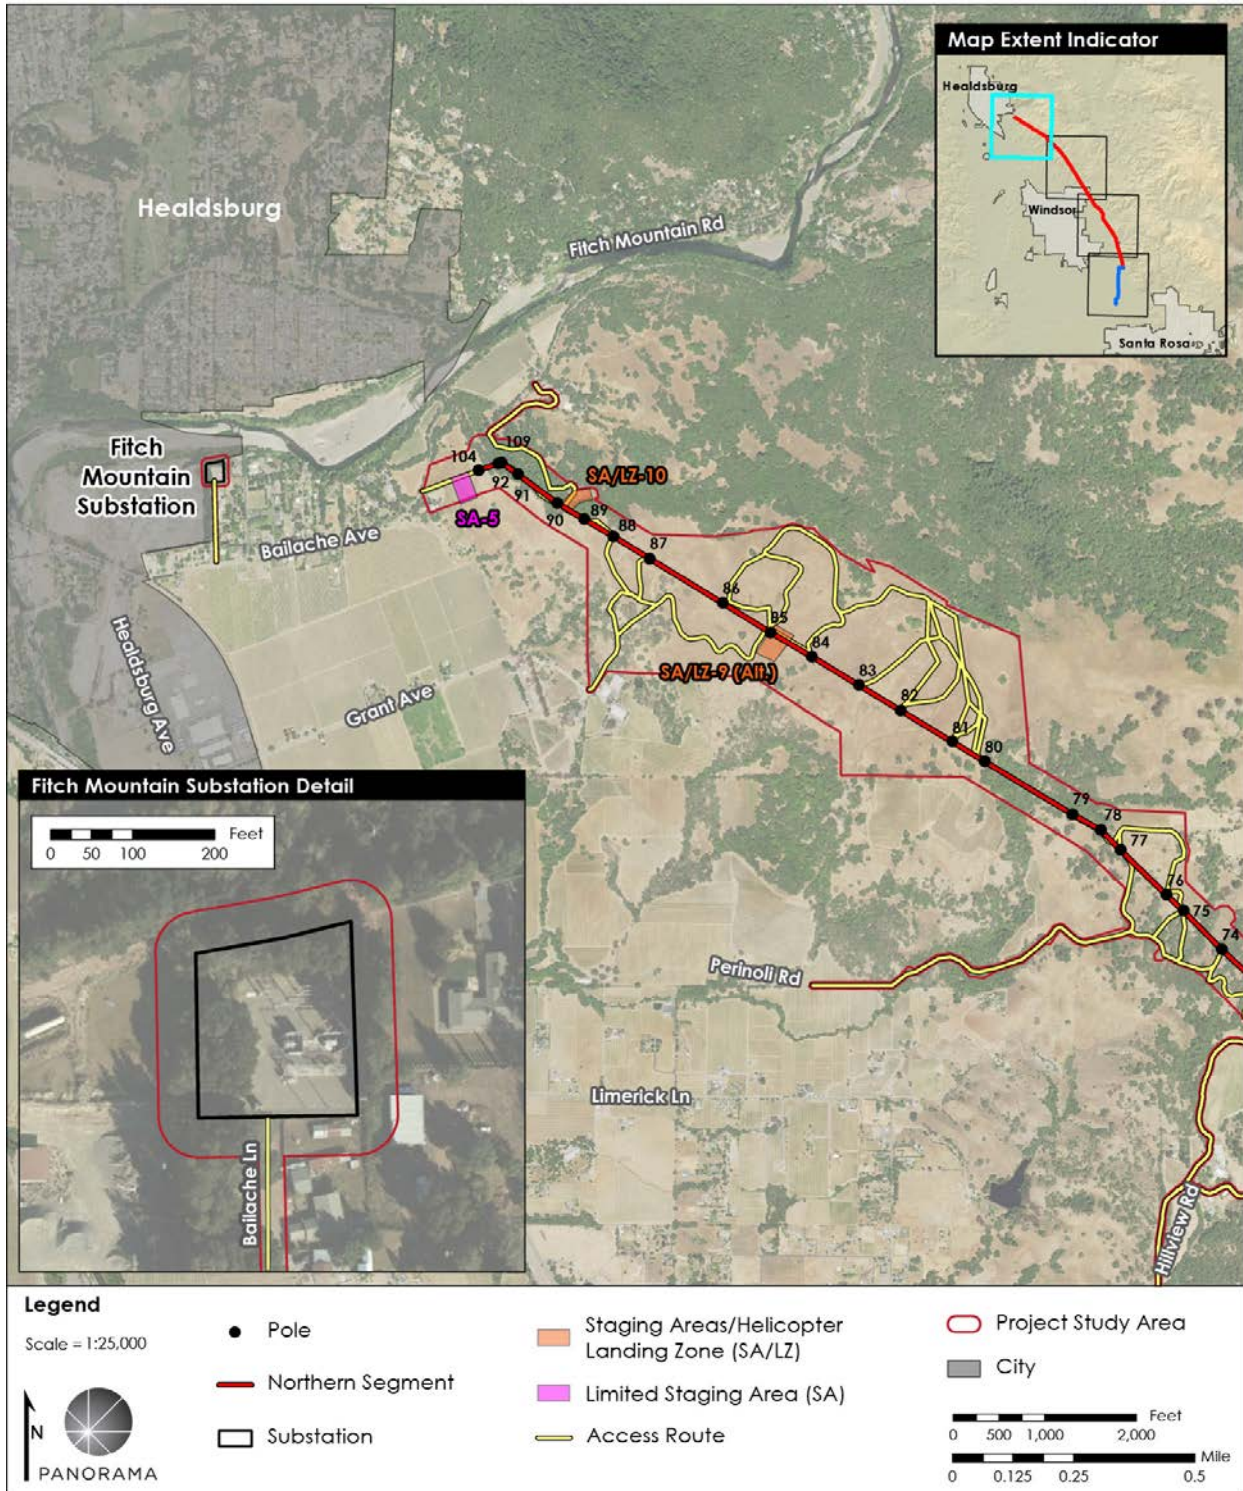 Map Extent Indicator
Healdsburg
Windsor
Santa Rosa
Healdsburg
Fitch Mountain Rd
Fitch
Mountain
Substation
104
109
92
91
90
89
88
87
86
85
84
83
82
81
80
79
78
77
76
75
74
SA/LZ-10
SA-5
SA/LZ-9 (Alt.)
Bailache Ave
Healdsburg Ave
Grant Ave
Perinoli Rd
Limerick Ln
Hillview Rd
Fitch Mountain Substation Detail
Feet
0 50 100 200
Bailache Ln
Legend
Scale = 1:25,000
N
PANORAMA
Pole
Northern Segment
Substation
Staging Areas/Helicopter
Landing Zone (SA/LZ)
Limited Staging Area (SA)
Access Route
Project Study Area
City
Feet
0 500 1,000 2,000
Mile
0 0.125 0.25 0.5